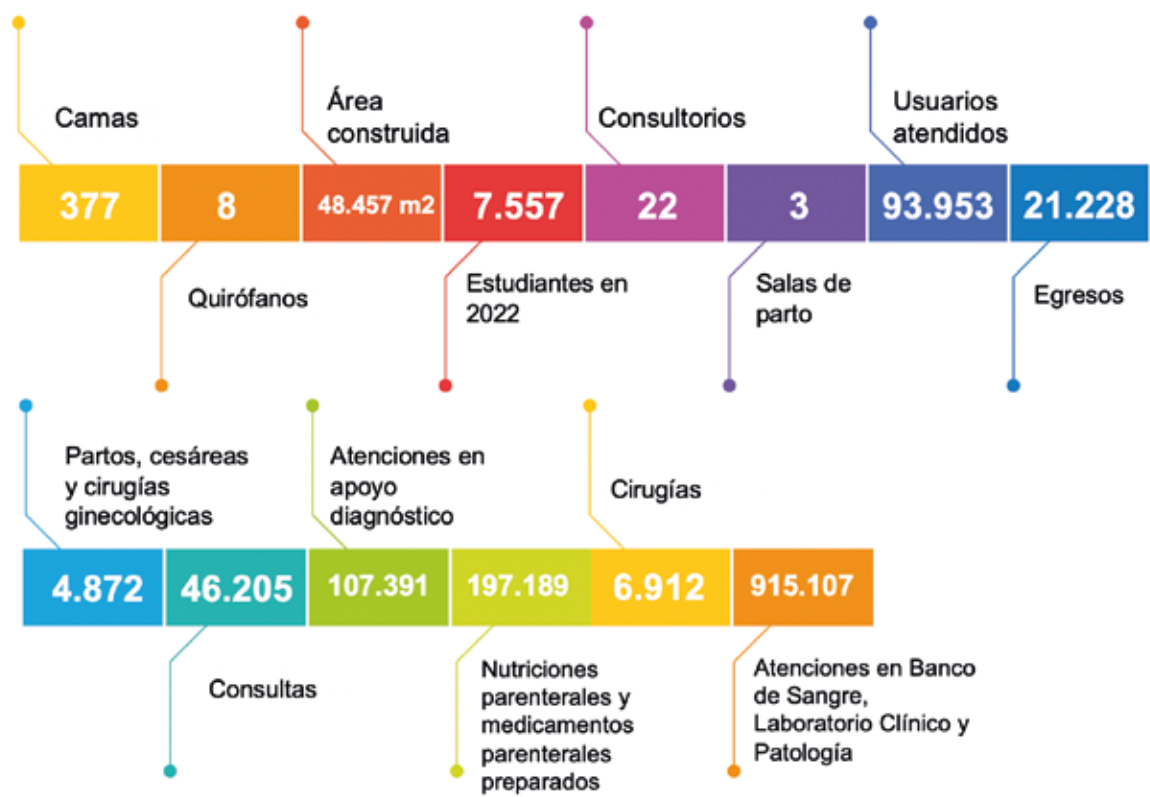 Camas
Área
construida
Consultorios
Usuarios
atendidos
377
8
48.457 m2
7.557
22
3
93.953
21.228
Quirófanos
Estudiantes en
2022
Salas de
parto
Egresos
Partos, cesáreas
y cirugías
ginecológicas
Atenciones en
apoyo
diagnóstico
Cirugías
4.872
46.205
107.391
197.189
6.912
915.107
Consultas
Nutriciones
parenterales y
medicamentos
parenterales
preparados
Atenciones en Banco
de Sangre,
Laboratorio Clínico y
Patología